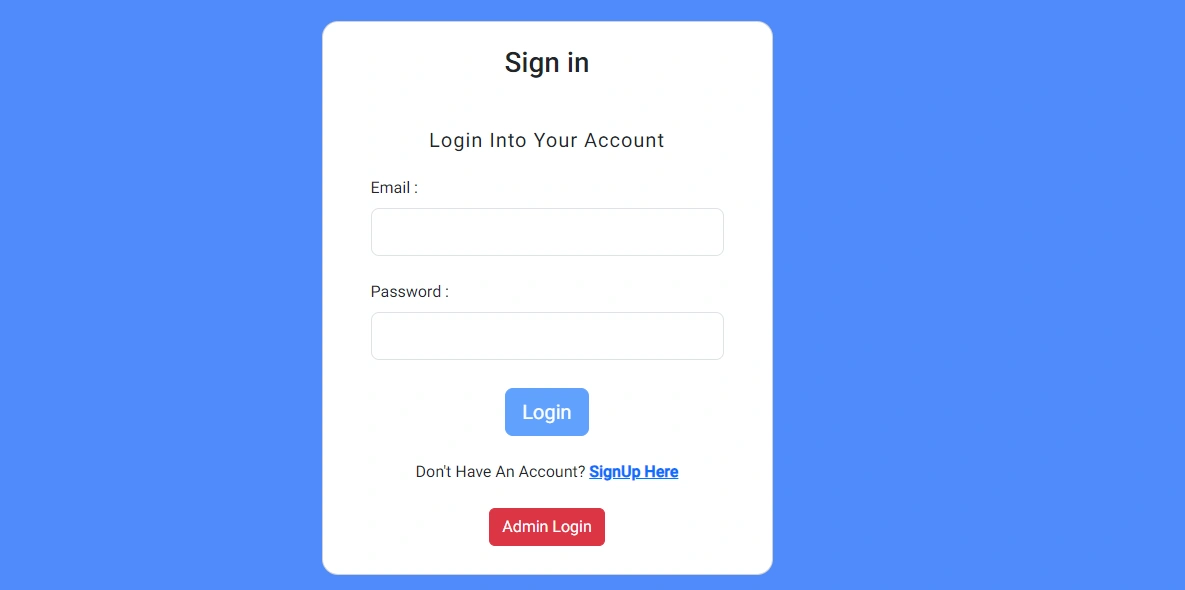 Sign in
Login Into Your Account
Email :
Password :
Login
Don't Have An Account? SignUp Here
Admin Login